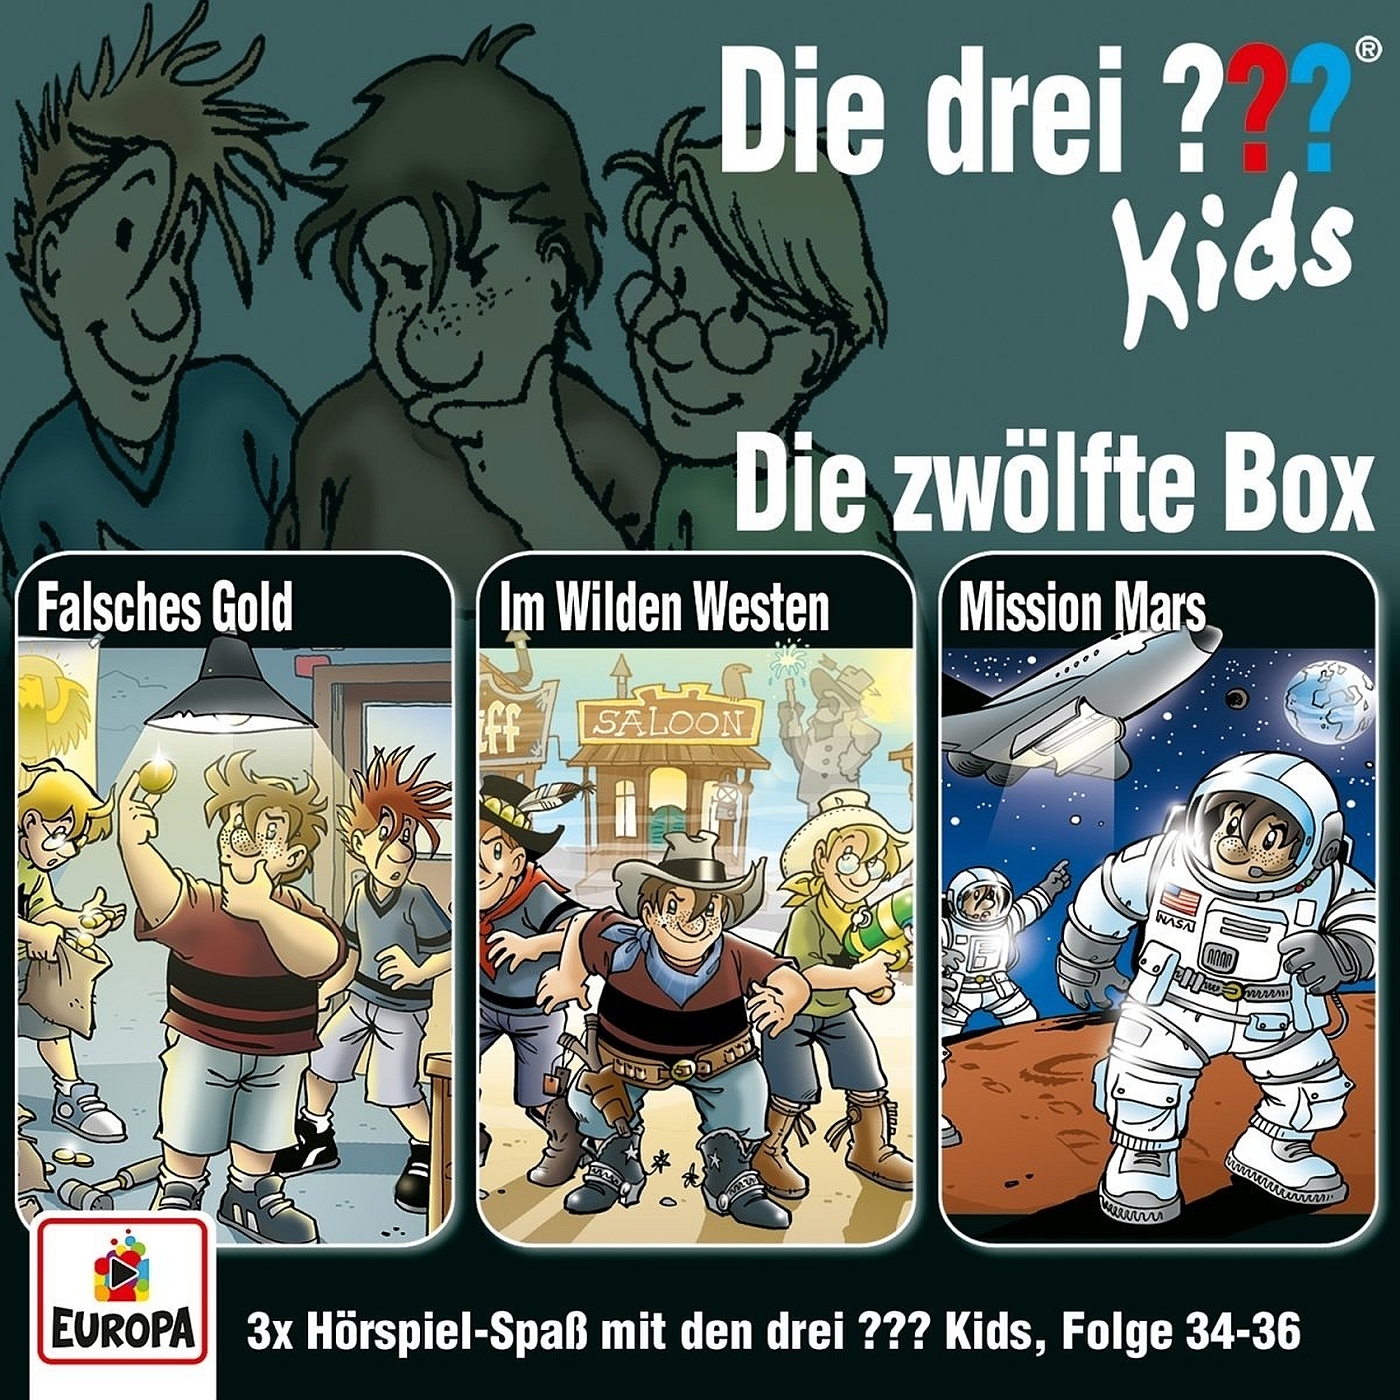 Die drei ???®
Kids
Die zwölfte Box
Falsches Gold
Im Wilden Westen
Mission Mars
eff
SALOON
NASA
EUROPA
3x Hörspiel-Spaß mit den drei ??? Kids, Folge 34-36